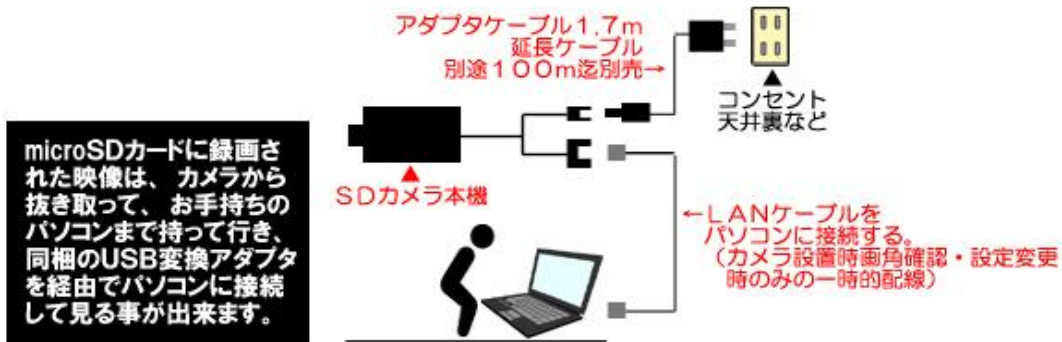 アダプタケーブル1.7m
延長ケーブル
別途100m迄別売→
コンセント
天井裏など
microSDカードに録画さ
れた映像は、カメラから
抜き取って、お手持ちの
パソコンまで持って行き、
同梱のUSB変換アダプタ
を経由でパソコンに接続
して見る事が出来ます。
SDカメラ本機
←LANケーブルを
パソコンに接続する。
(カメラ設置時画角確認・設定変更
時のみの一時的配線)